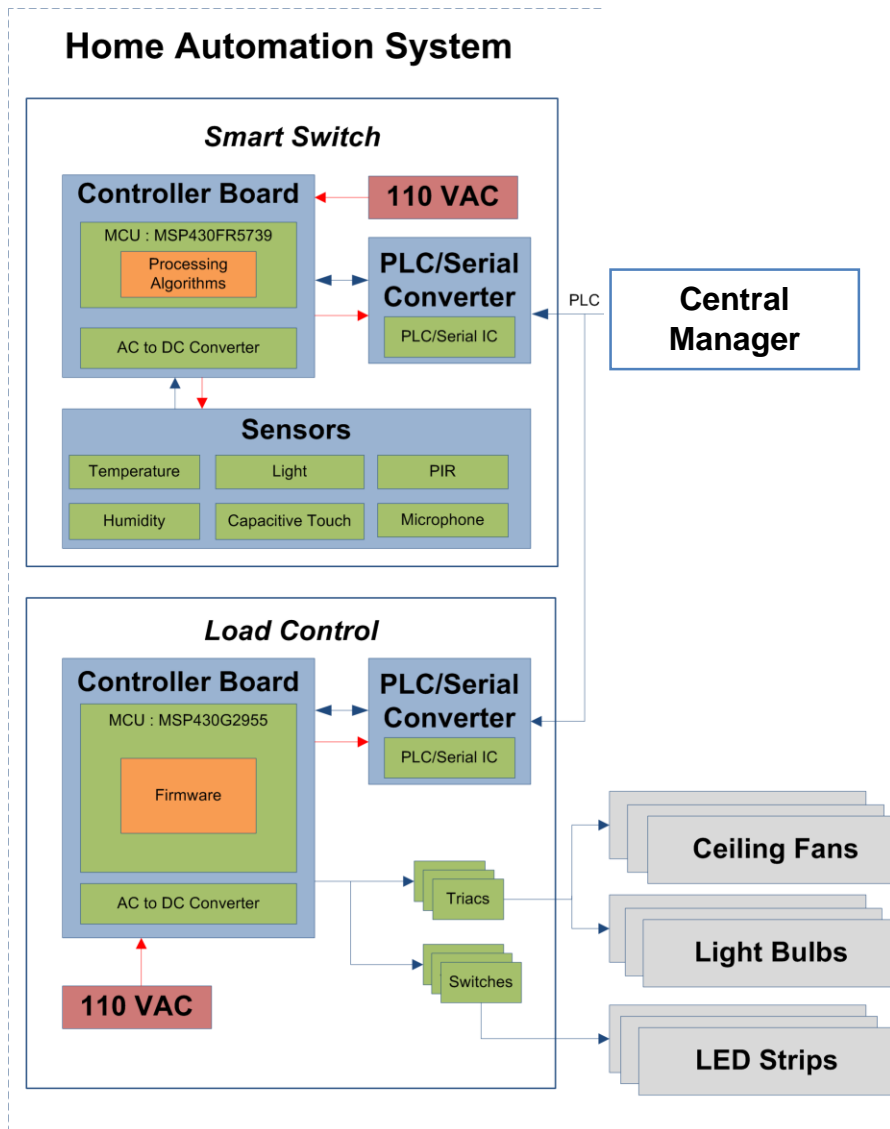 Home Automation System
Smart Switch
Controller Board
110 VAC
MCU : MSP430FR5739
Processing
Algorithms
PLC/Serial
Converter
PLC/Serial IC
AC to DC Converter
PLC
Central
Manager
Sensors
Temperature
Light
PIR
Humidity
Capacitive Touch
Microphone
Load Control
Controller Board
MCU : MSP430G2955
Firmware
PLC/Serial
Converter
PLC/Serial IC
AC to DC Converter
Triacs
Switches
110 VAC
Ceiling Fans
Light Bulbs
LED Strips